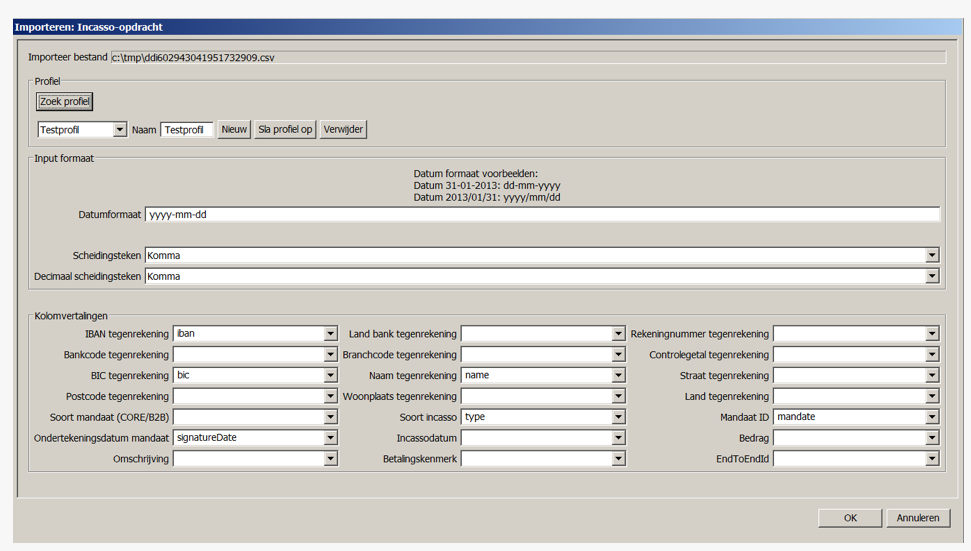 Importeren: Incasso-opdracht
Importeer bestand c:\tmp\ddi602943041951732909.csv
Profiel
Zoek profiel
Testprofil Naam Testprofil Nieuw Sla profiel op Verwijder
Input formaat
Datum formaat voorbeelden:
Datum 31-01-2013: dd-mm-yyyy
Datum 2013/01/31: yyyy/mm/dd
Datumformaat yyyy-mm-dd
Scheidingsteken Komma
Decimaal scheidingsteken Komma
Kolomvertalingen
IBAN tegenrekening iban Land bank tegenrekening Rekeningnummer tegenrekening
Bankcode tegenrekening Branchcode tegenrekening Controlegetal tegenrekening
BIC tegenrekening bic Naam tegenrekening name Straat tegenrekening
Postcode tegenrekening Woonplaats tegenrekening Land tegenrekening
Soort mandaat (CORE/B2B) Soort incasso type Mandaat ID mandate
Ondertekeningsdatum mandaat signatureDate Incassodatum Bedrag
Omschrijving Betalingskenmerk EndToEndId
OK Annuleren